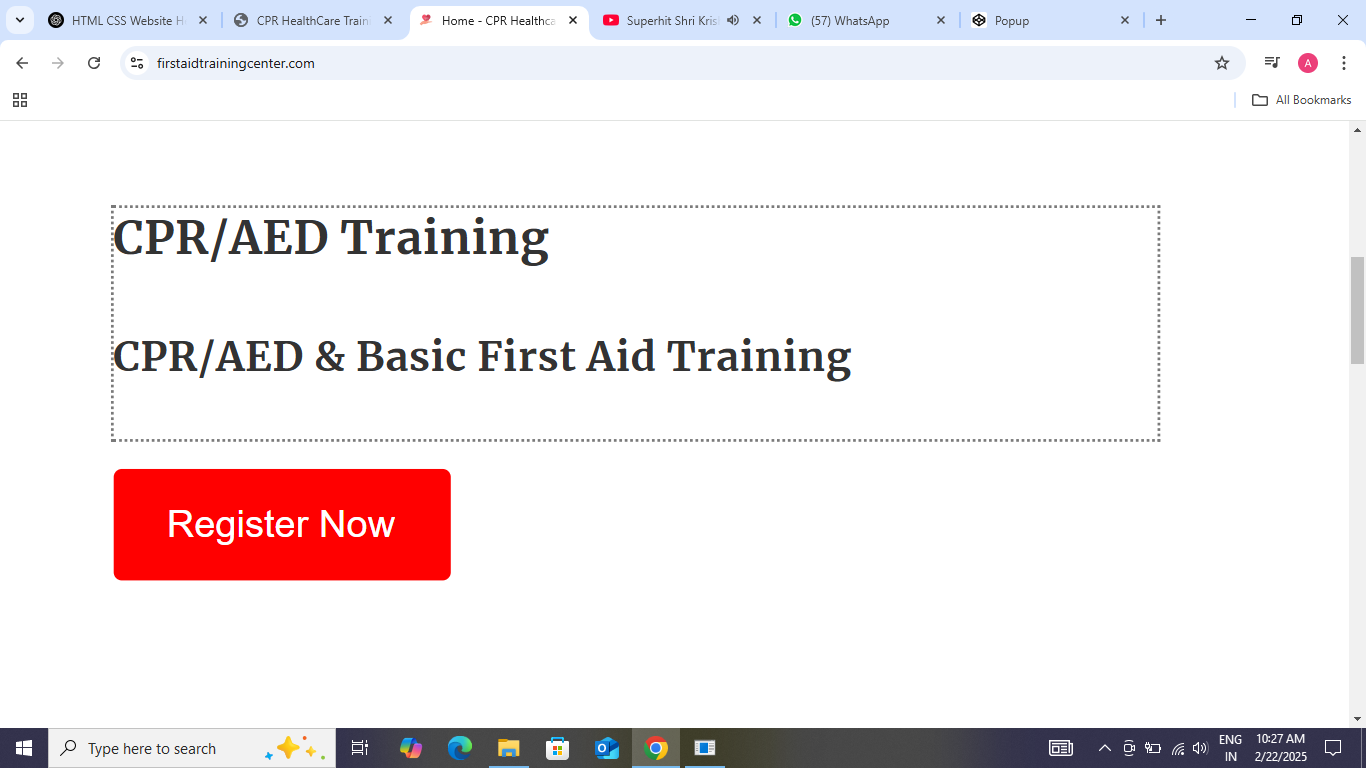 HTML CSS Website H
CPR HealthCare Traini
Home - CPR Healthca
Superhit Shri Kris
(57) WhatsApp
Popup
firstaidtrainingcenter.com
A
All Bookmarks
CPR/AED Training
CPR/AED & Basic First Aid Training
Register Now
Type here to search
ENG
IN
10:27 AM
2/22/2025